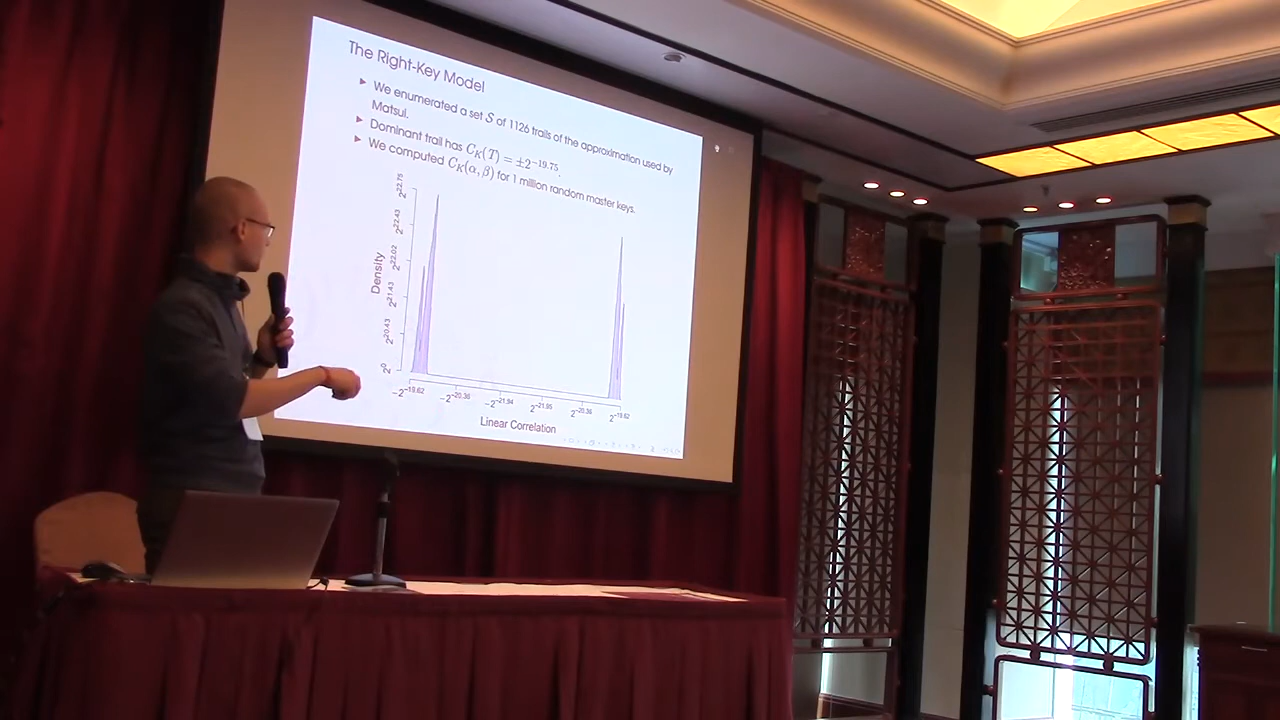 The Right-Key Model
We enumerated a set S of 1126 trails of the approximation used by
Matsui.
Dominant trail has C_K(T) = ±2^−19.75.
We computed C_K(α, β) for 1 million random master keys.
2^22.75
2^22.43
2^22.02
2^21.43
2^20.43
2^0
Density
−2^−19.62 −2^−20.36 −2^−21.94 2^−21.95 2^−20.36 2^−19.62
Linear Correlation